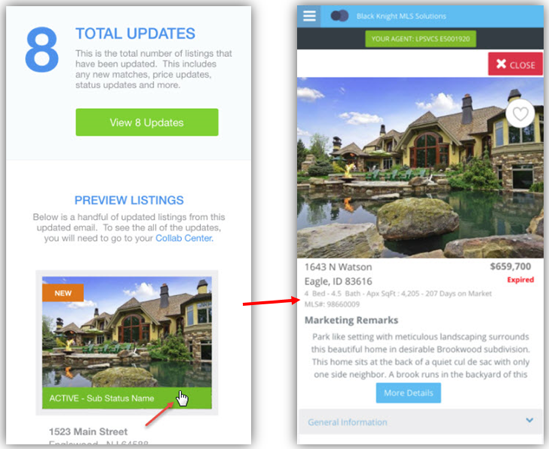 8
TOTAL UPDATES
This is the total number of listings that
have been updated. This includes
any new matches, price updates,
status updates and more.
View 8 Updates
PREVIEW LISTINGS
Below is a handful of updated listings from this
updated email. To see the all of the updates,
you will need to go to your Collab Center.
NEW
ACTIVE - Sub Status Name
1523 Main Street
Black Knight MLS Solutions
YOUR AGENT: LPSVCS ES001920
✖ CLOSE
1643 N Watson
$659,700
Eagle, ID 83616
Expired
4 Bed - 4.5 Bath - Apx SqFt : 4,205 - 207 Days on Market
MLS#: 98660009
Marketing Remarks
Park like setting with meticulous landscaping surrounds
this beautiful home in desirable Brookwood subdivision.
This home sits at the back of a quiet cul de sac with only
one side neighbor. A brook runs in the backyard of this
More Details
General Information